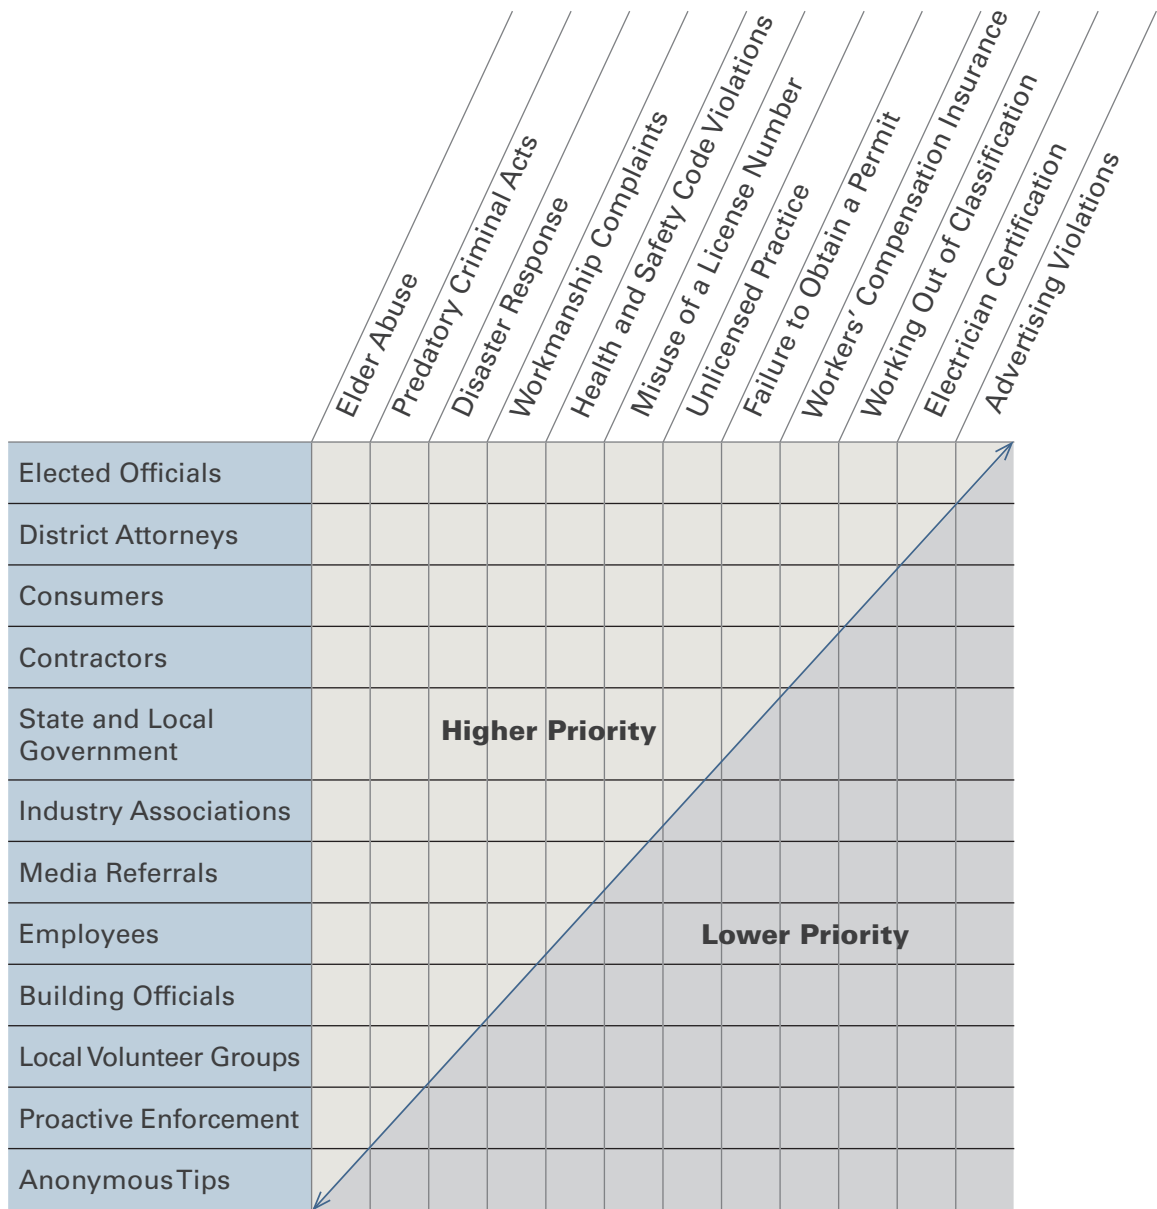 Elder Abuse
Predatory Criminal Acts
Disaster Response
Workmanship Complaints
Health and Safety Code Violations
Misuse of a License Number
Unlicensed Practice
Failure to Obtain a Permit
Workers’ Compensation Insurance
Working Out of Classification
Electrician Certification
Advertising Violations
Elected Officials
District Attorneys
Consumers
Contractors
State and Local
Government
Higher Priority
Industry Associations
Media Referrals
Employees
Lower Priority
Building Officials
Local Volunteer Groups
Proactive Enforcement
Anonymous Tips